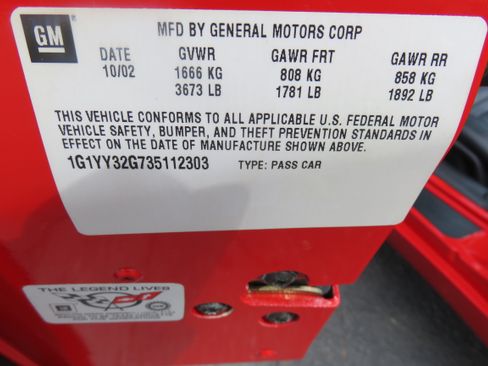 GM
MFD BY GENERAL MOTORS CORP
DATE GVWR GAWR FRT GAWR RR
10/02 1666 KG 808 KG 858 KG
3673 LB 1781 LB 1892 LB
THIS VEHICLE CONFORMS TO ALL APPLICABLE U.S. FEDERAL MOTOR
VEHICLE SAFETY, BUMPER, AND THEFT PREVENTION STANDARDS IN
EFFECT ON THE DATE OF MANUFACTURE SHOWN ABOVE.
1G1YY32G735112303 TYPE: PASS CAR
THE LEGEND LIVES